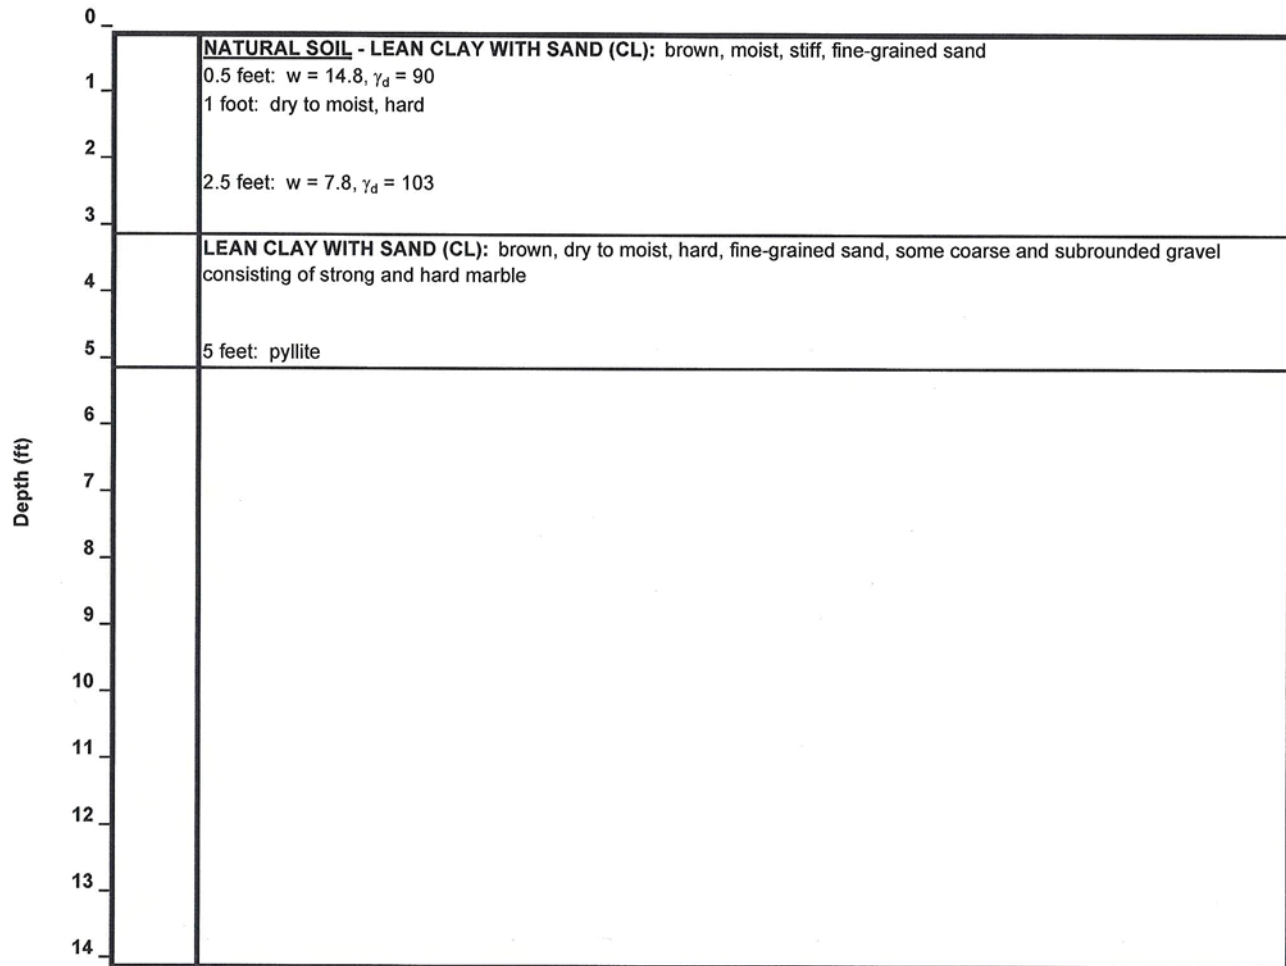 0
NATURAL SOIL - LEAN CLAY WITH SAND (CL): brown, moist, stiff, fine-grained sand
0.5 feet: w = 14.8, γd = 90
1
1 foot: dry to moist, hard
2
2.5 feet: w = 7.8, γd = 103
3
LEAN CLAY WITH SAND (CL): brown, dry to moist, hard, fine-grained sand, some coarse and subrounded gravel
consisting of strong and hard marble
4
5
5 feet: pyllite
6
Depth (ft)
7
8
9
10
11
12
13
14